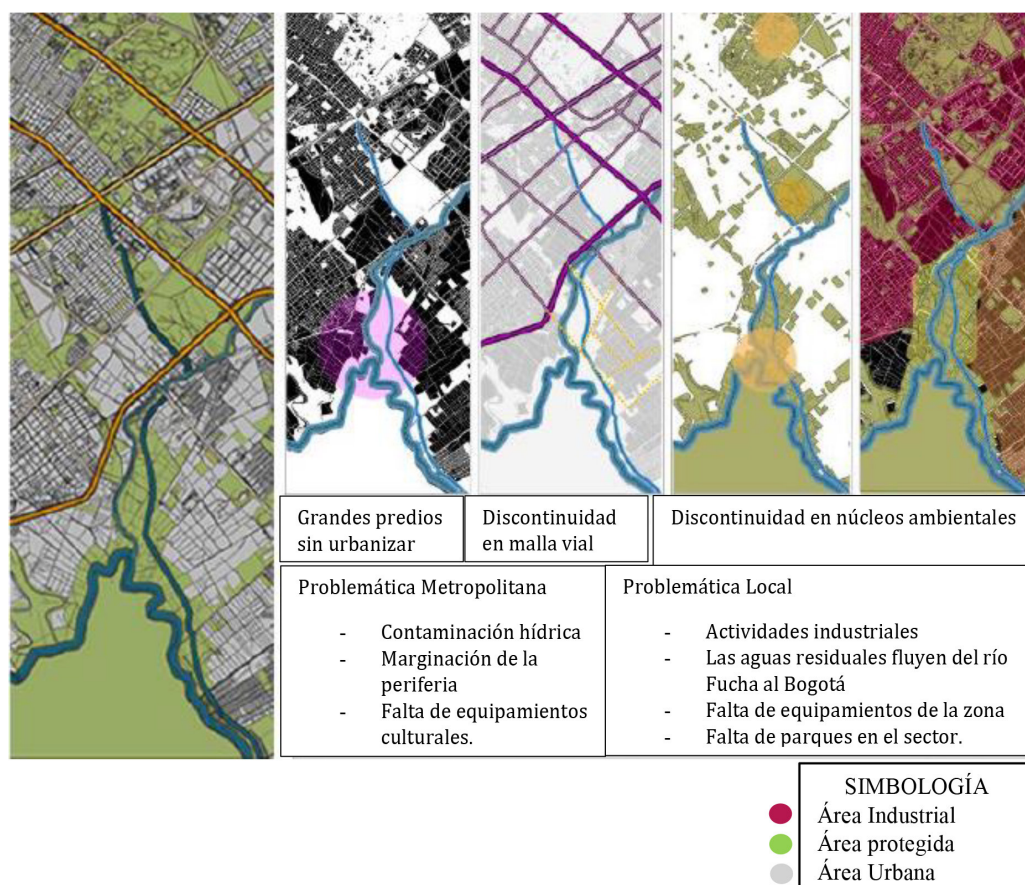 Grandes predios
sin urbanizar
Discontinuidad
en malla vial
Discontinuidad en núcleos ambientales
Problemática Metropolitana
- Contaminación hídrica
- Marginación de la
periferia
- Falta de equipamientos
culturales.
Problemática Local
- Actividades industriales
- Las aguas residuales fluyen del río
Fucha al Bogotá
- Falta de equipamientos de la zona
- Falta de parques en el sector.
SIMBOLOGÍA
Área Industrial
Área protegida
Área Urbana